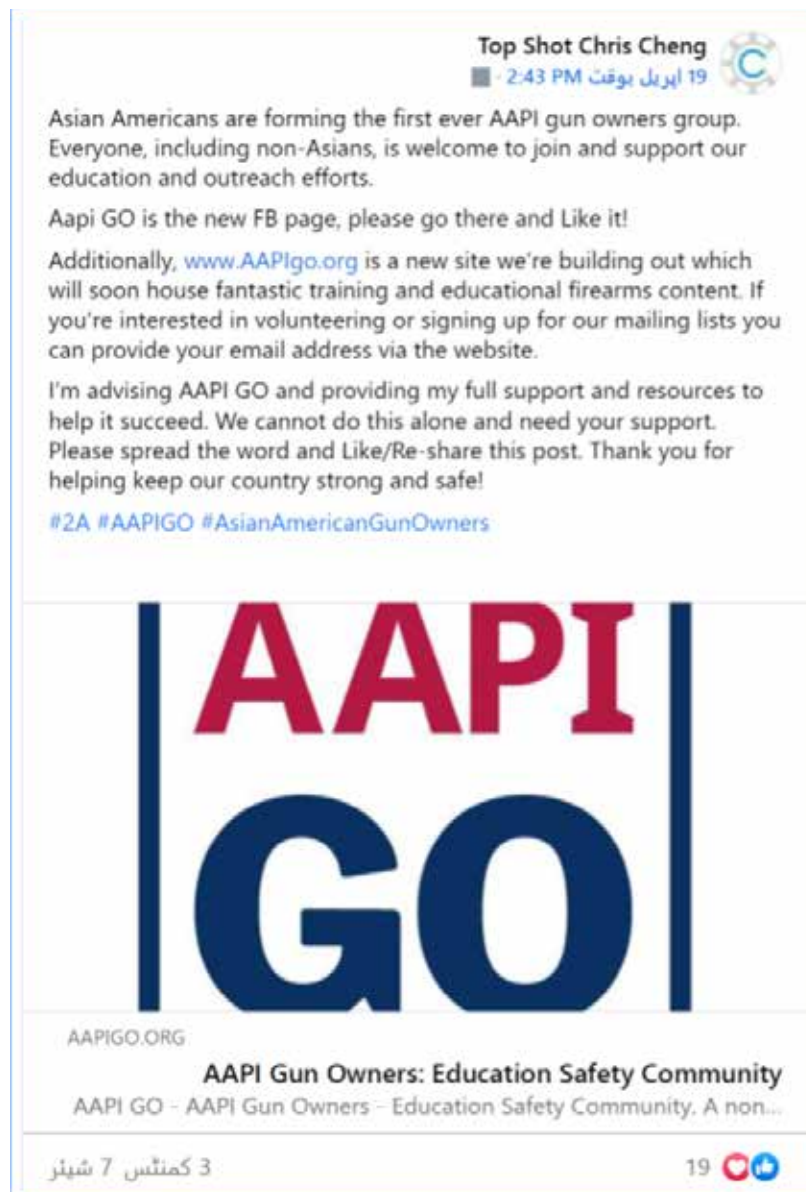 Top Shot Chris Cheng
19 اپریل بوقت 2:43 PM ·
Asian Americans are forming the first ever AAPI gun owners group.
Everyone, including non-Asians, is welcome to join and support our
education and outreach efforts.
Aapi GO is the new FB page, please go there and Like it!
Additionally, www.AAPIgo.org is a new site we're building out which
will soon house fantastic training and educational firearms content. If
you're interested in volunteering or signing up for our mailing lists you
can provide your email address via the website.
I'm advising AAPI GO and providing my full support and resources to
help it succeed. We cannot do this alone and need your support.
Please spread the word and Like/Re-share this post. Thank you for
helping keep our country strong and safe!
#2A #AAPIGO #AsianAmericanGunOwners
AAPI
GO
AAPIGO.ORG
AAPI Gun Owners: Education Safety Community
AAPI GO - AAPI Gun Owners - Education Safety Community. A non...
19
3 کمنٹس 7 شیئر